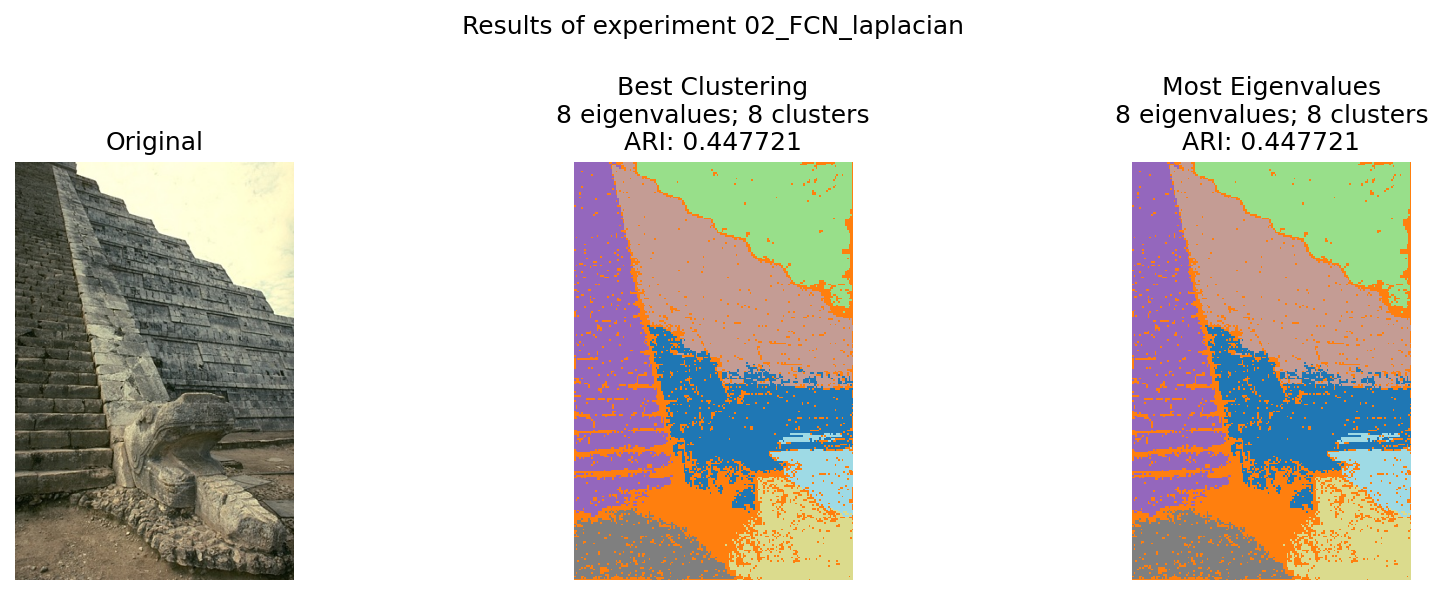 Results of experiment 02_FCN_laplacian
Original
Best Clustering
8 eigenvalues; 8 clusters
ARI: 0.447721
Most Eigenvalues
8 eigenvalues; 8 clusters
ARI: 0.447721